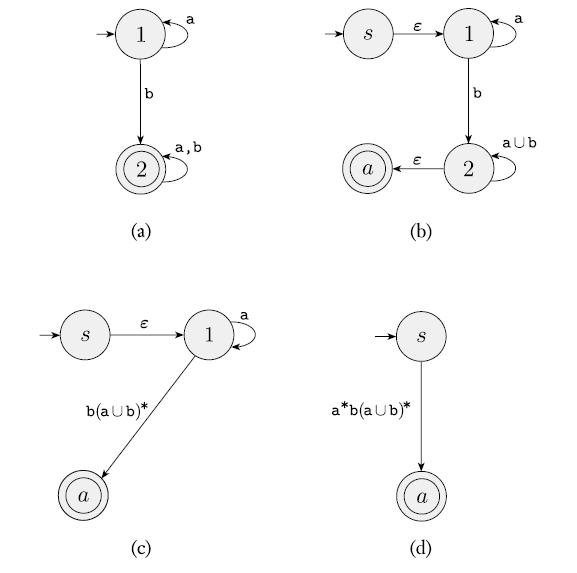 1 a s ε 1 a
b b
2 a,b a ε 2 a∪b
(a) (b)
s ε 1 a s
b(a∪b)* a*b(a∪b)*
a a
(c) (d)